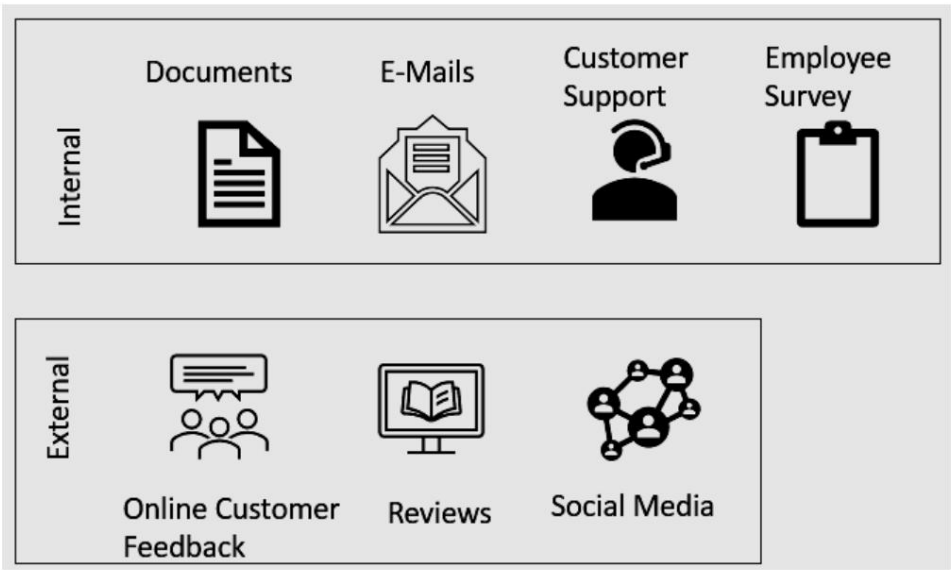 Internal
Documents
E-Mails
Customer
Support
Employee
Survey
External
Online Customer
Feedback
Reviews
Social Media